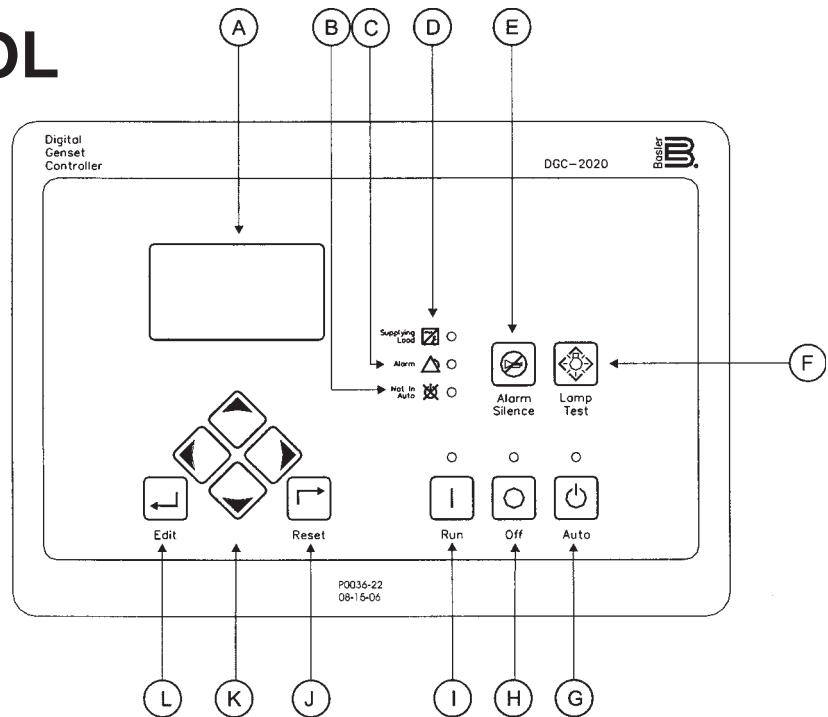 OL
A
B
C
D
E
Digital
Genset
Controller
DGC-2020
Basler
B
Supplying
Load
Alarm
Not In
Auto
Alarm
Silence
Lamp
Test
F
Edit
Reset
Run
Off
Auto
P0036-22
08-15-06
L
K
J
I
H
G